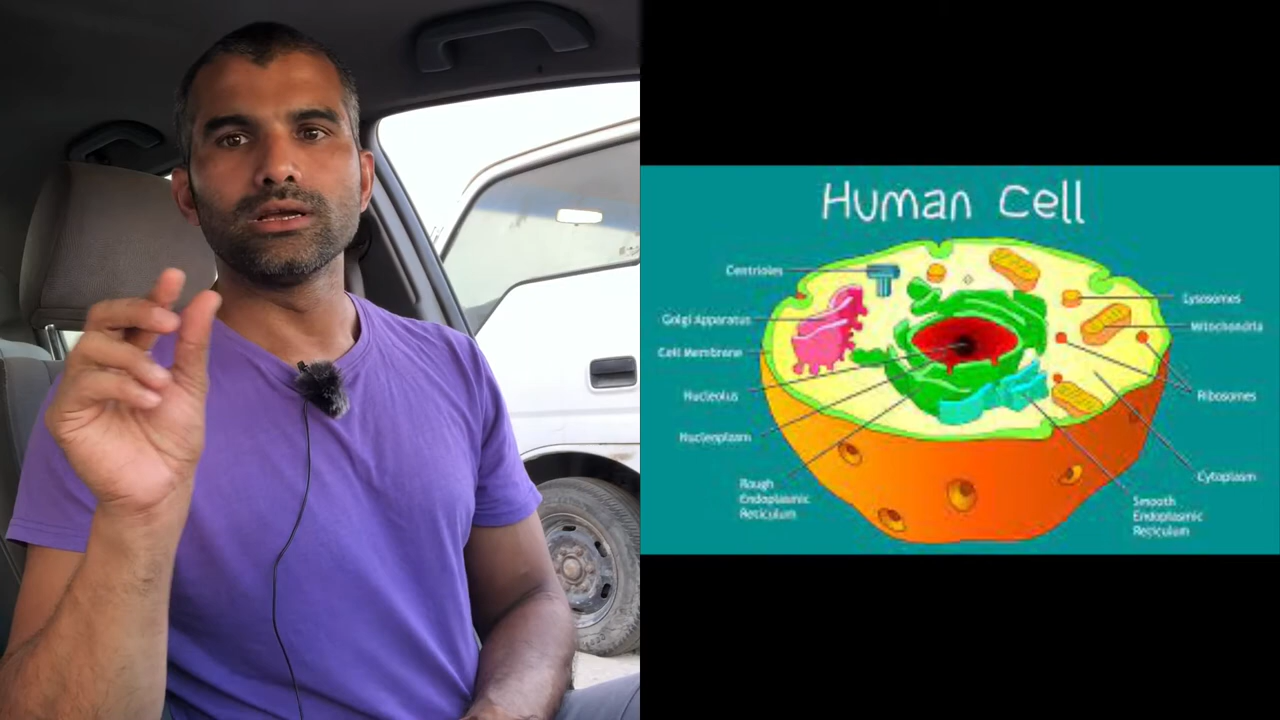 Human Cell
Centrioles
Golgi Apparatus
Cell Membrane
Nucleolus
Nucleoplasm
Rough
Endoplasmic
Reticulum
Lysosomes
Mitochondria
Ribosomes
Cytoplasm
Smooth
Endoplasmic
Reticulum